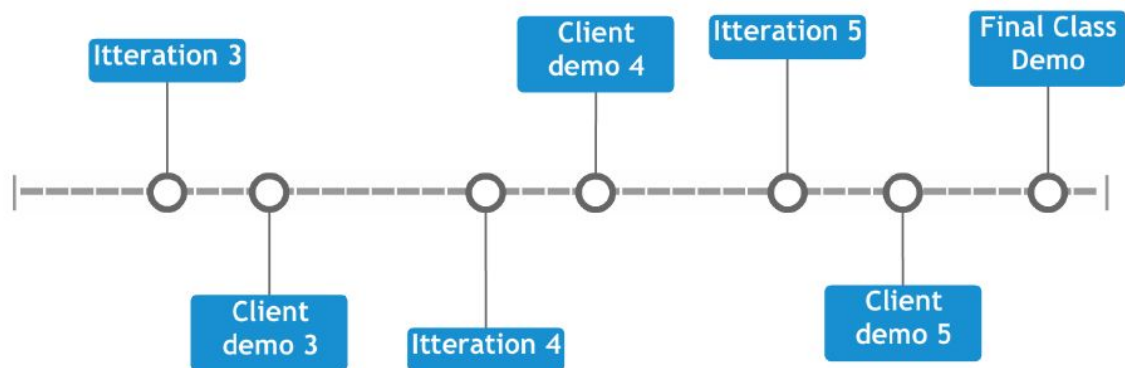 Itteration 3
Client
demo 3
Itteration 4
Client
demo 4
Itteration 5
Client
demo 5
Final Class
Demo